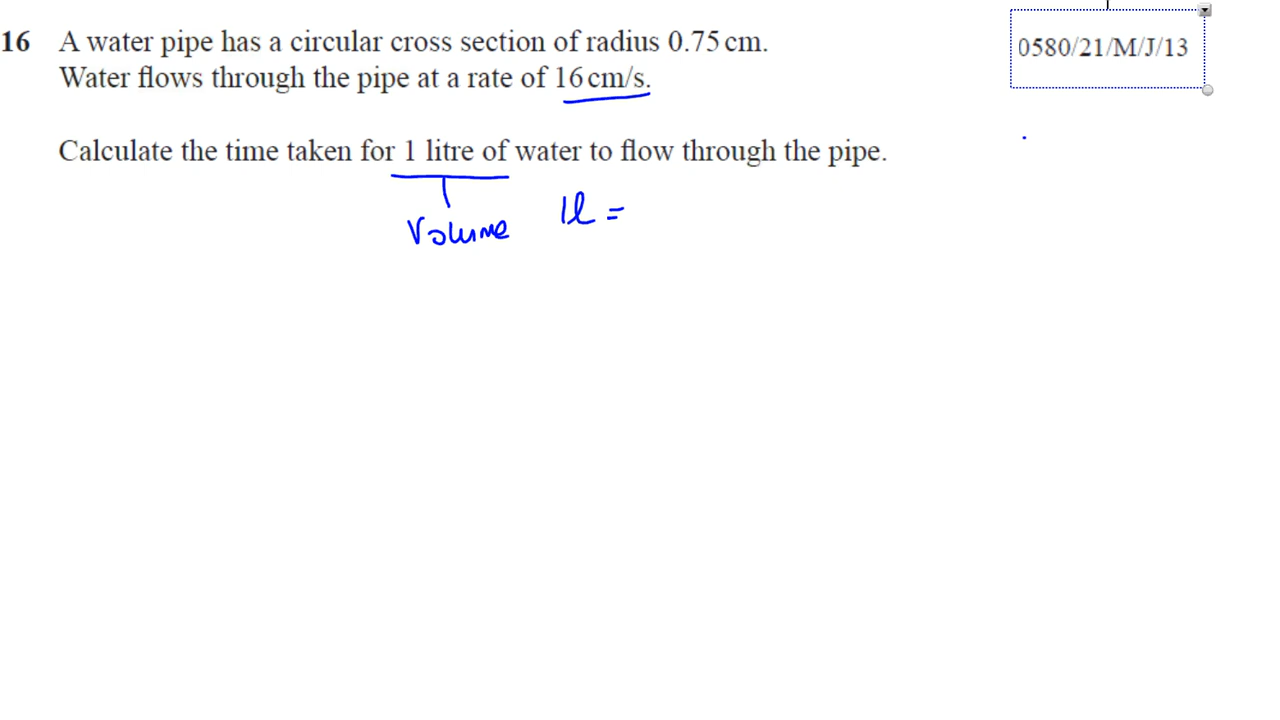 16 A water pipe has a circular cross section of radius 0.75 cm.
0580/21/M/J/13
Water flows through the pipe at a rate of 16 cm/s.
Calculate the time taken for 1 litre of water to flow through the pipe.
Volume 1l =